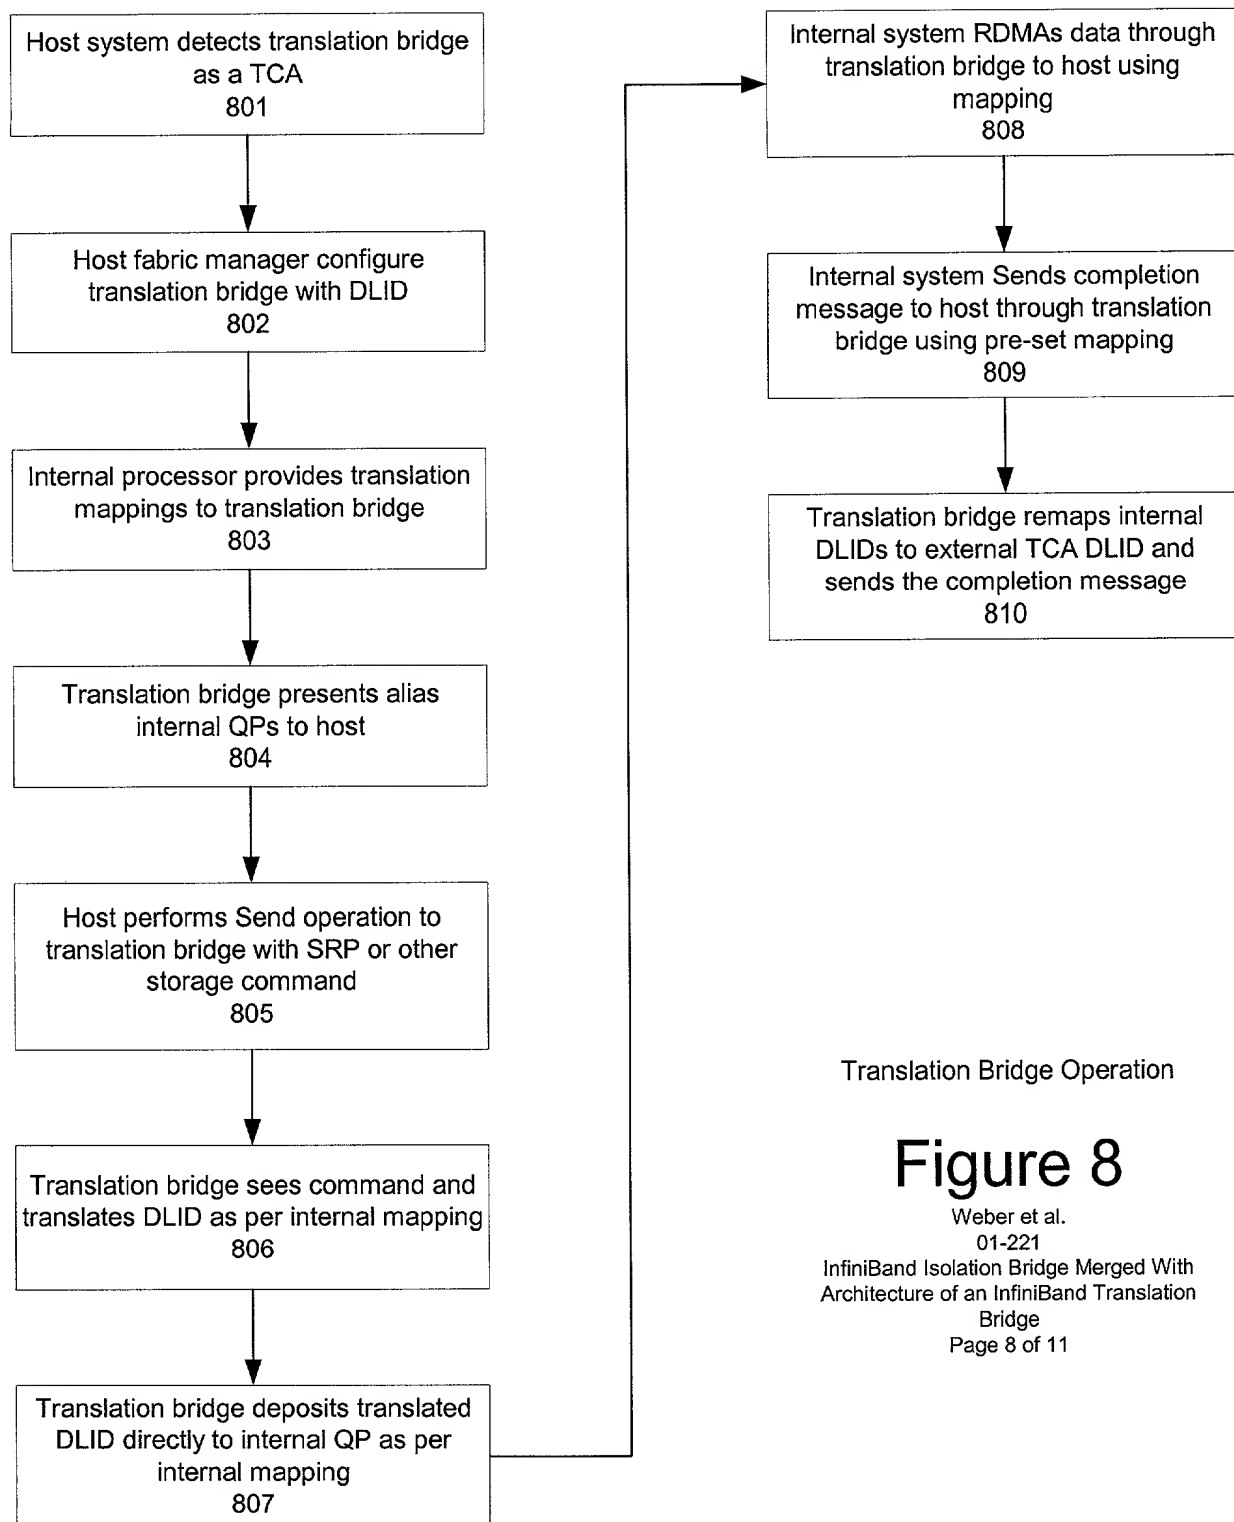 Host system detects translation bridge
as a TCA
801
Host fabric manager configure
translation bridge with DLID
802
Internal processor provides translation
mappings to translation bridge
803
Translation bridge presents alias
internal QPs to host
804
Host performs Send operation to
translation bridge with SRP or other
storage command
805
Translation bridge sees command and
translates DLID as per internal mapping
806
Translation bridge deposits translated
DLID directly to internal QP as per
internal mapping
807
Internal system RDMAs data through
translation bridge to host using
mapping
808
Internal system Sends completion
message to host through translation
bridge using pre-set mapping
809
Translation bridge remaps internal
DLIDs to external TCA DLID and
sends the completion message
810
Translation Bridge Operation
Figure 8
Weber et al.
01-221
InfiniBand Isolation Bridge Merged With
Architecture of an InfiniBand Translation
Bridge
Page 8 of 11